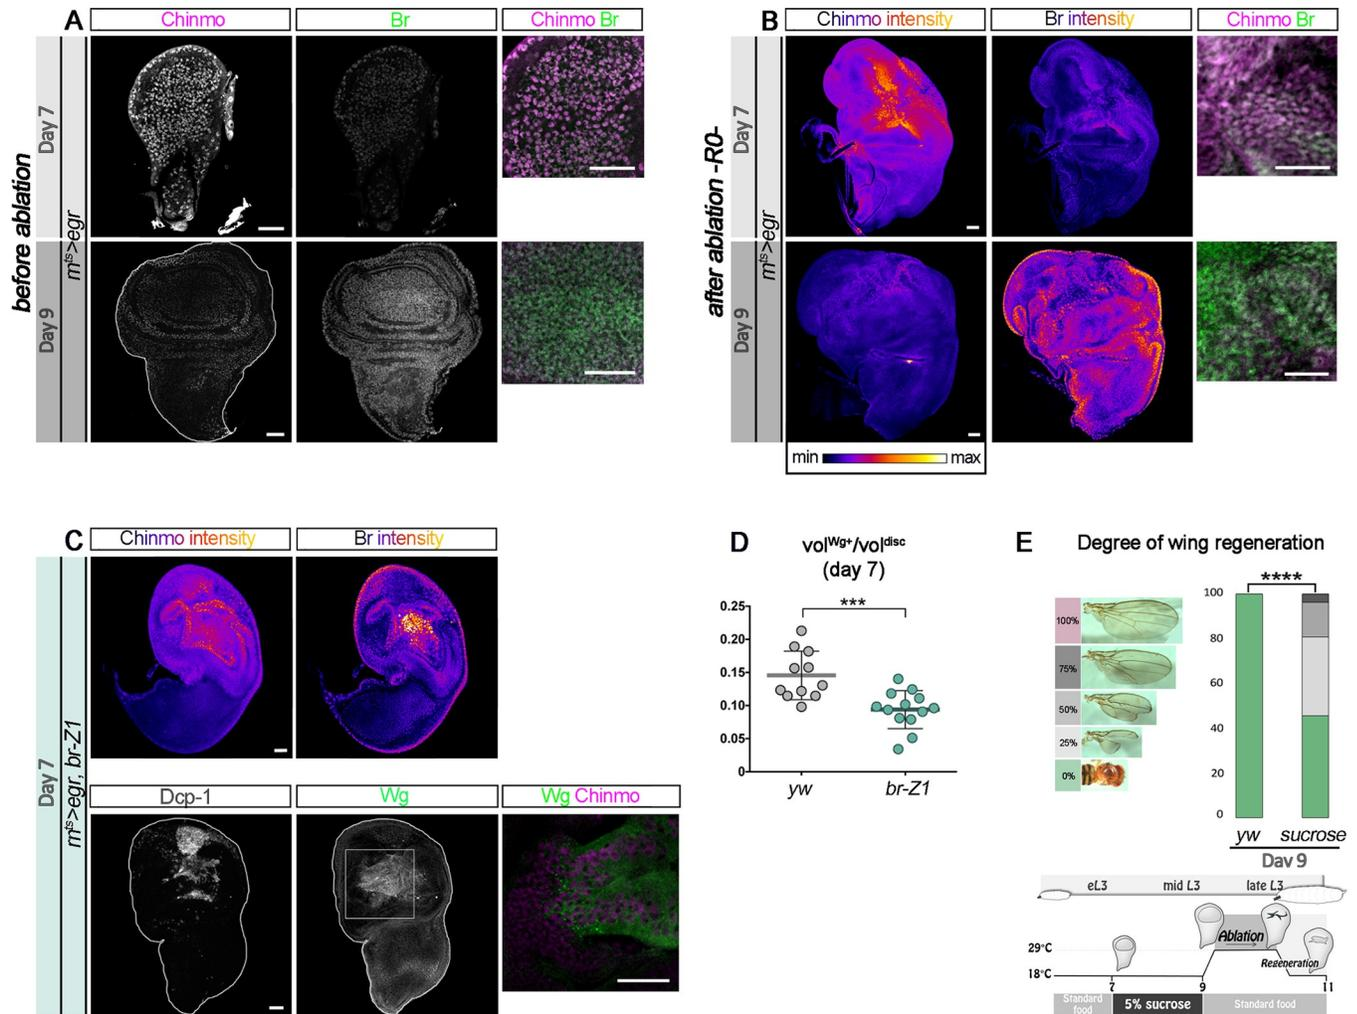 A
Chinmo
Br
Chinmo Br
before ablation
Day 7
Day 9
mts>egr
B
Chinmo intensity
Br intensity
Chinmo Br
after ablation -R0-
Day 7
Day 9
mts>egr
min
max
C
Chinmo intensity
Br intensity
Day 7
mts>egr, br-Z1
Dcp-1
Wg
Wg Chinmo
D
volWg+/voldisc
(day 7)
***
0.25
0.20
0.15
0.10
0.05
0
yw
br-Z1
E
Degree of wing regeneration
100%
75%
50%
25%
0%
****
100
80
60
40
20
0
yw
sucrose
Day 9
eL3
mid L3
late L3
Ablation
Regeneration
29°C
18°C
7
9
11
Standard food
5% sucrose
Standard food